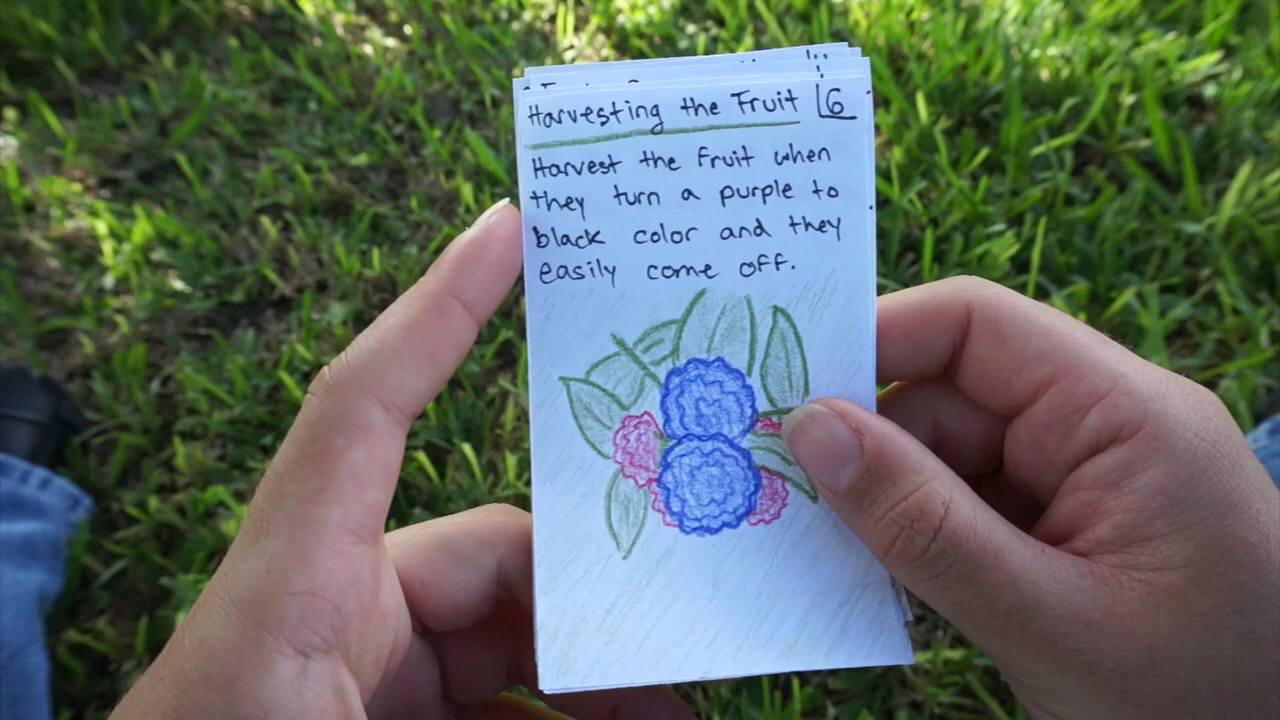 Harvesting the Fruit 6
Harvest the fruit when
they turn a purple to
black color and they
easily come off.